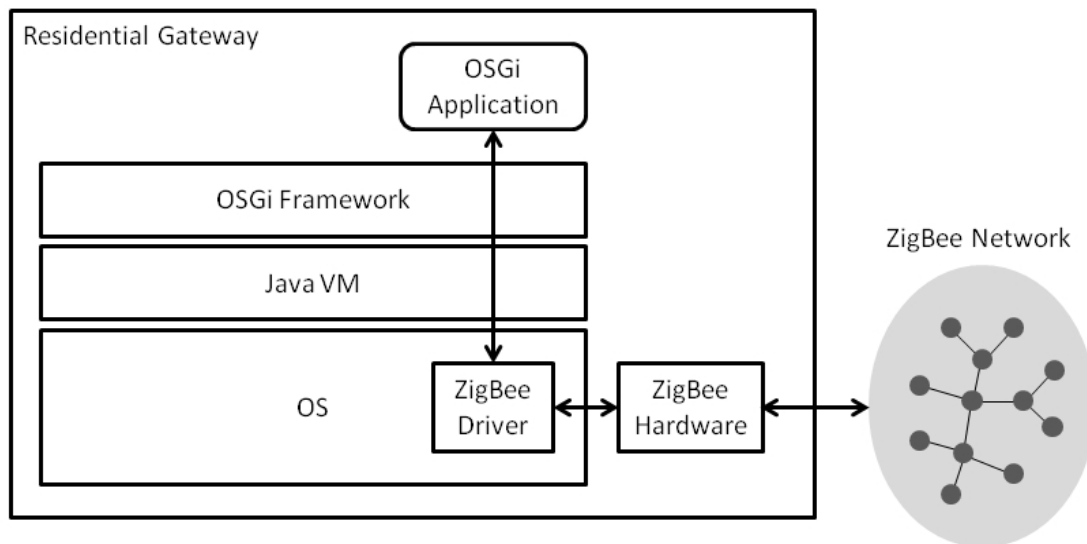 Residential Gateway
OSGi
Application
OSGi Framework
Java VM
OS
ZigBee
Driver
ZigBee
Hardware
ZigBee Network